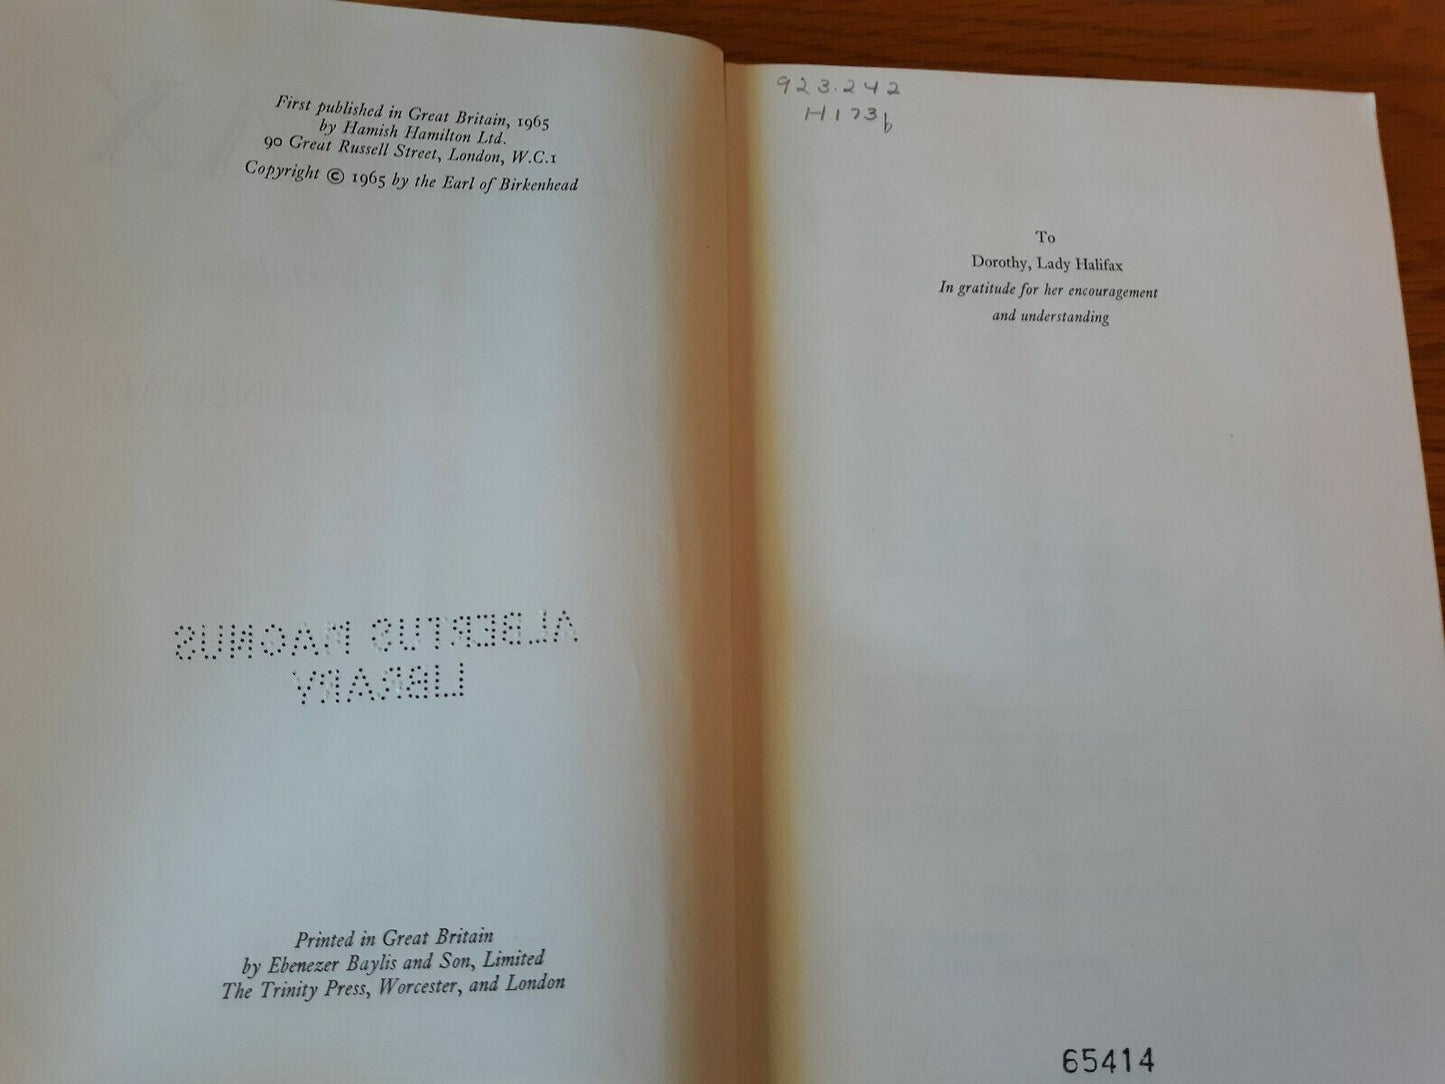 First published in Great Britain, 1965
by Hamish Hamilton Ltd.
90 Great Russell Street, London, W.C.1
Copyright © 1965 by the Earl of Birkenhead
ALBERTUS MAGNUS
LIBRARY
Printed in Great Britain
by Ebenezer Baylis and Son, Limited
The Trinity Press, Worcester, and London
923.242
H173b
To
Dorothy, Lady Halifax
In gratitude for her encouragement
and understanding
65414